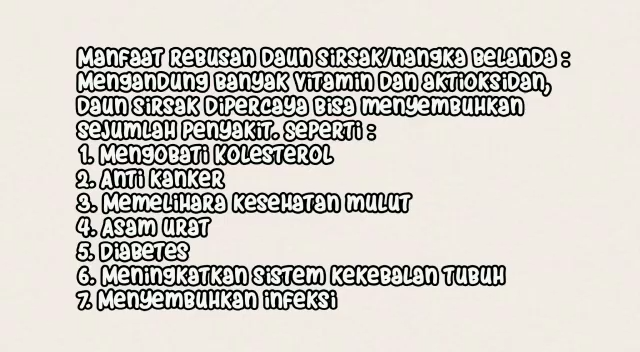 Manfaat Rebusan Daun Sirsak/nangka Belanda :
Mengandung Banyak Vitamin Dan aktioksidan,
Daun Sirsak Dipercaya Bisa menyembuhkan
sejumlah Penyakit. Seperti :
1. Mengobati Kolesterol
2. Anti Kanker
3. Memelihara Kesehatan mulut
4. Asam urat
5. Diabetes
6. Meningkatkan Sistem kekebalan Tubuh
7. Menyembuhkan infeksi